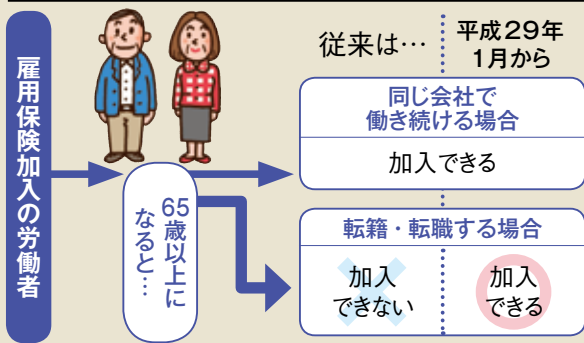 雇用保険加入の労働者
65歳以上に
なると…
従来は…
平成29年
1月から
同じ会社で
働き続ける場合
加入できる
転籍・転職する場合
加入
できない
加入
できる